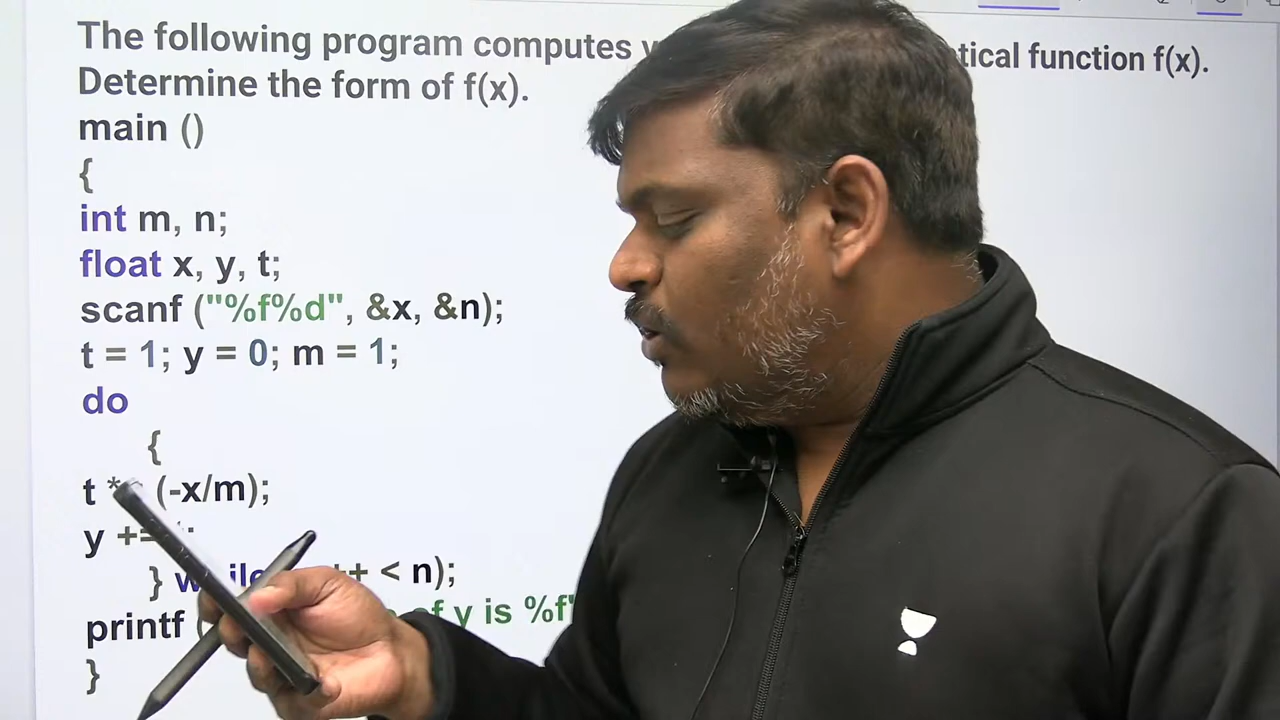 The following program computes tical function f(x).
Determine the form of f(x).
main ()
{
int m, n;
float x, y, t;
scanf ("%f%d", &x, &n);
t = 1; y = 0; m = 1;
do
{
t * (-x/m);
y +=
} while ++ < n);
printf ( of y is %f"
}